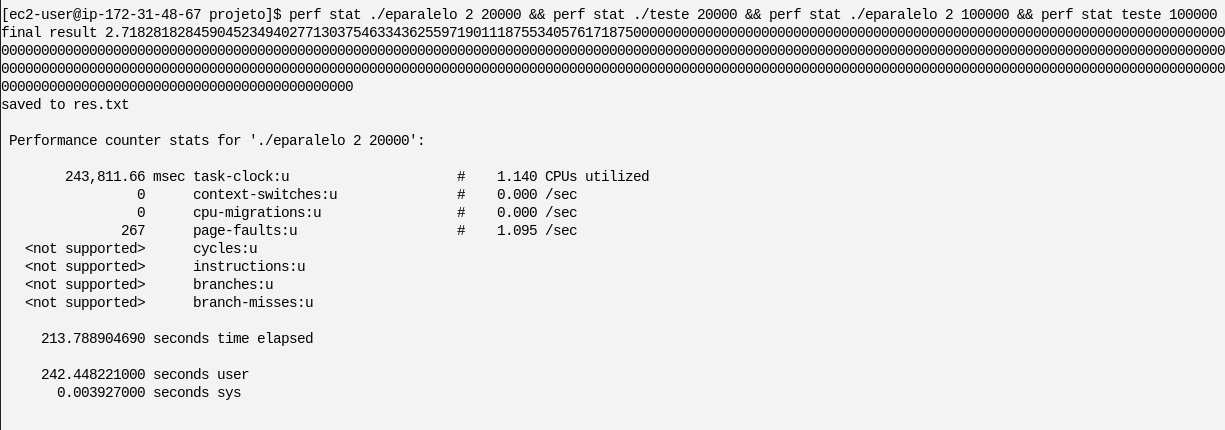 [ec2-user@ip-172-31-48-67 projeto]$ perf stat ./eparalelo 2 20000 && perf stat ./teste 20000 && perf stat ./eparalelo 2 100000 && perf stat teste 100000
final result 2.718281828459045234940277130375463343625597190111875534057617187500000000000000000000000000000000000000000000000000000000000000000000000000
000000000000000000000000000000000000000000000000000000000000000000000000000000000000000000000000000000000000000000000000000000000000000000000000000000000
000000000000000000000000000000000000000000000000000000000000000000000000000000000000000000000000000000000000000000000000000000000000000000000000000000000
00000000000000000000000000000000000000000000
saved to res.txt
Performance counter stats for './eparalelo 2 20000':
243,811.66 msec task-clock:u # 1.140 CPUs utilized
0 context-switches:u # 0.000 /sec
0 cpu-migrations:u # 0.000 /sec
267 page-faults:u # 1.095 /sec
<not supported> cycles:u
<not supported> instructions:u
<not supported> branches:u
<not supported> branch-misses:u
213.788904690 seconds time elapsed
242.448221000 seconds user
0.003927000 seconds sys